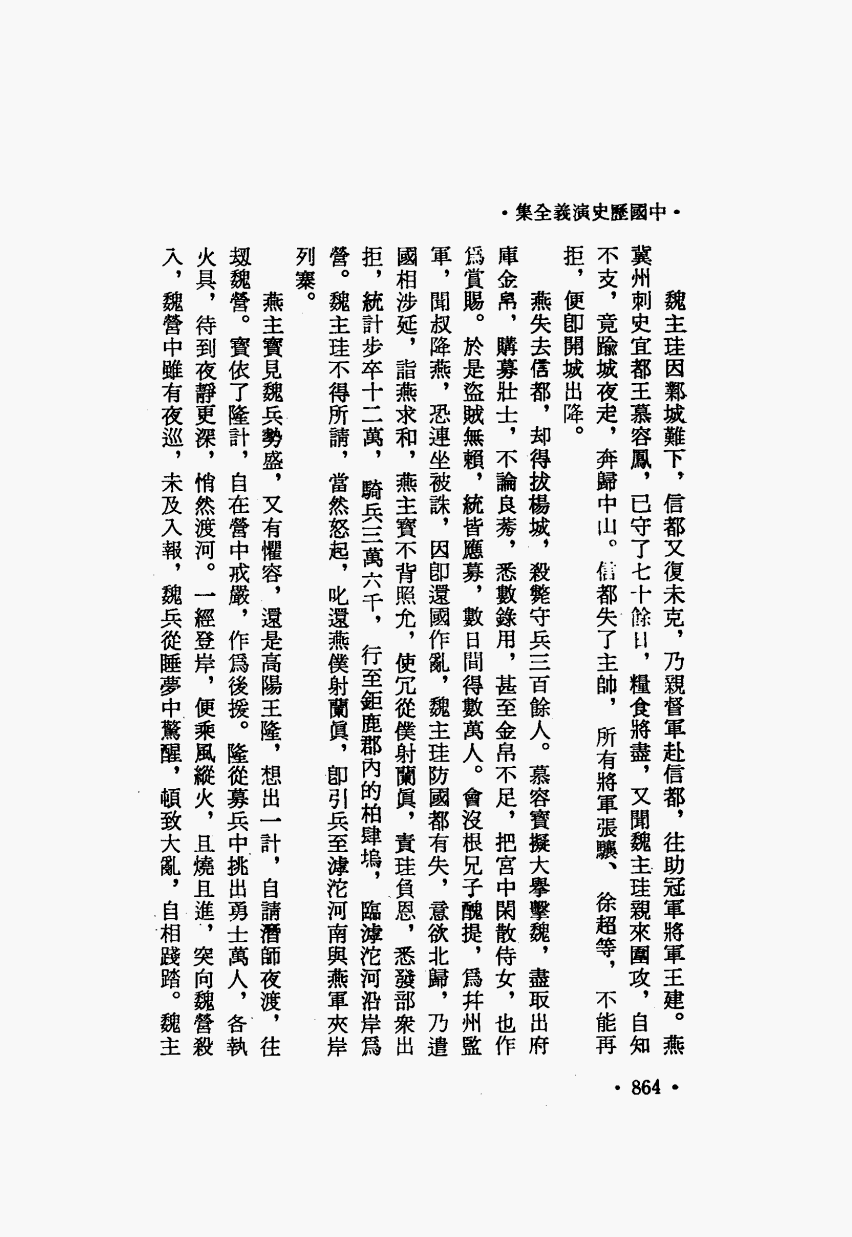 •中國歷史演義全集•
魏主珪因鄴城難下，信都又復未克，乃親督軍赴信都，往助冠軍將軍王建。燕
冀州刺史宜都王慕容鳳，已守了七十餘日，糧食將盡，又聞魏主珪親來圍攻，自知
不支，竟踰城夜走，奔歸中山。信都失了主帥，所有將軍張驤、徐超等，不能再
拒，便卽開城出降。
燕失去信都，却得拔楊城，殺斃守兵三百餘人。慕容寶擬大舉擊魏，盡取出府
庫金帛，購募壯士，不論良莠，悉數錄用，甚至金帛不足，把宮中閑散侍女，也作
爲賞賜。於是盜賊無賴，統皆應募，數日間得數萬人。會沒根兄子醜提，爲幷州監
軍，聞叔降燕，恐連坐被誅，因卽還國作亂，魏主珪防國都有失，意欲北歸，乃遣
國相涉延，詣燕求和，燕主寶不肯照允，使冗從僕射蘭眞，責珪負恩，悉發部衆出
拒，統計步卒十二萬，騎兵三萬六千，行至鉅鹿郡內的柏肆塢，臨滹沱河沿岸爲
營。魏主珪不得所請，當然怒起，叱還燕僕射蘭眞，卽引兵至滹沱河南與燕軍夾岸
列寨。
燕主寶見魏兵勢盛，又有懼容，還是高陽王隆，想出一計，自請潛師夜渡，往
刼魏營。寶依了隆計，自在營中戒嚴，作爲後援。隆從募兵中挑出勇士萬人，各執
火具，待到夜靜更深，悄然渡河。一經登岸，便乘風縱火，且燒且進，突向魏營殺
入，魏營中雖有夜巡，未及入報，魏兵從睡夢中驚醒，頓致大亂，自相踐踏。魏主
•864•